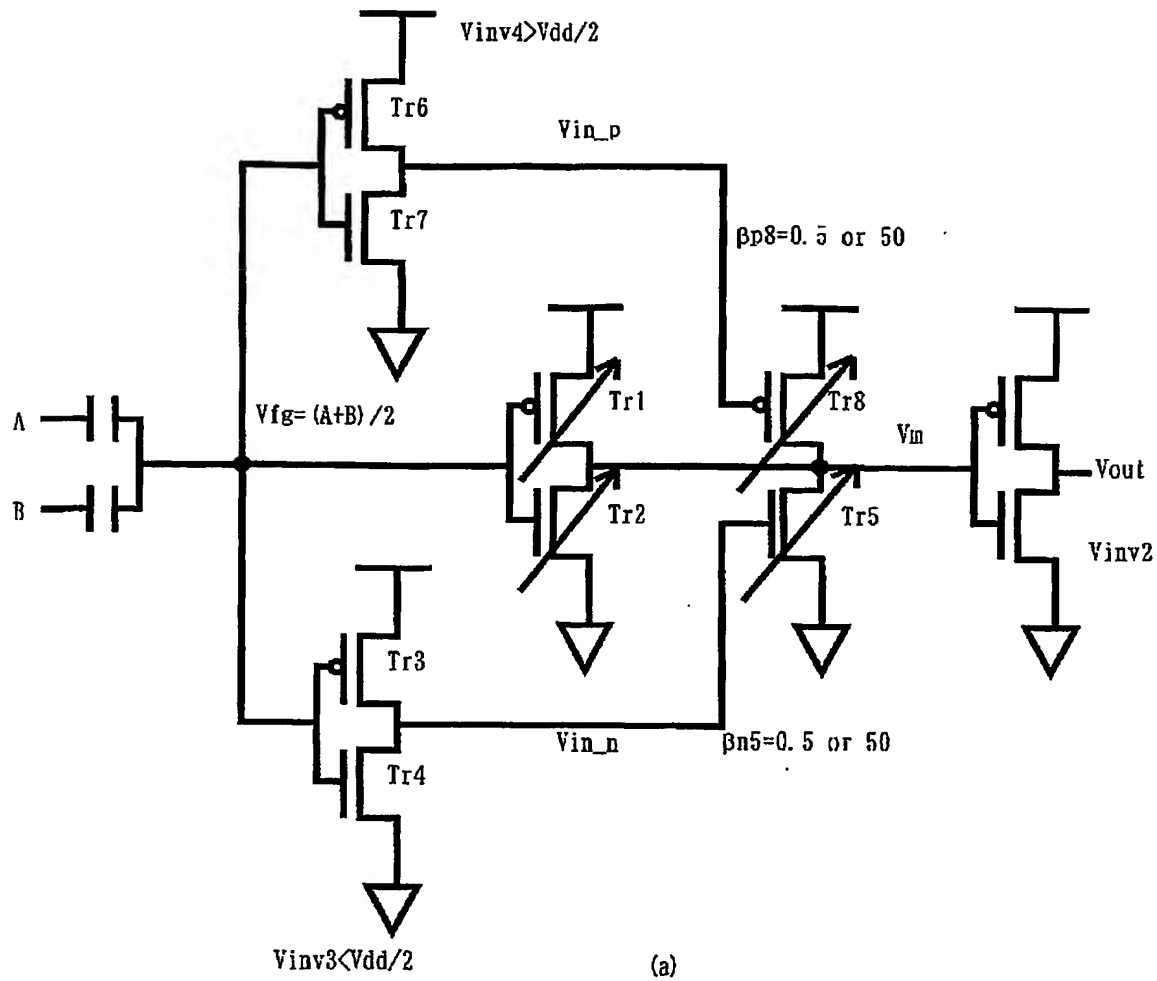 Vinv4>Vdd/2
Tr6
Vin_p
Tr7
βp8=0.5 or 50
A
Vfg=(A+B)/2
Tr1
Tr8
Vin
B
Tr2
Tr5
Vout
Vinv2
Tr3
Vin_n
βn5=0.5 or 50
Tr4
Vinv3<Vdd/2
(a)